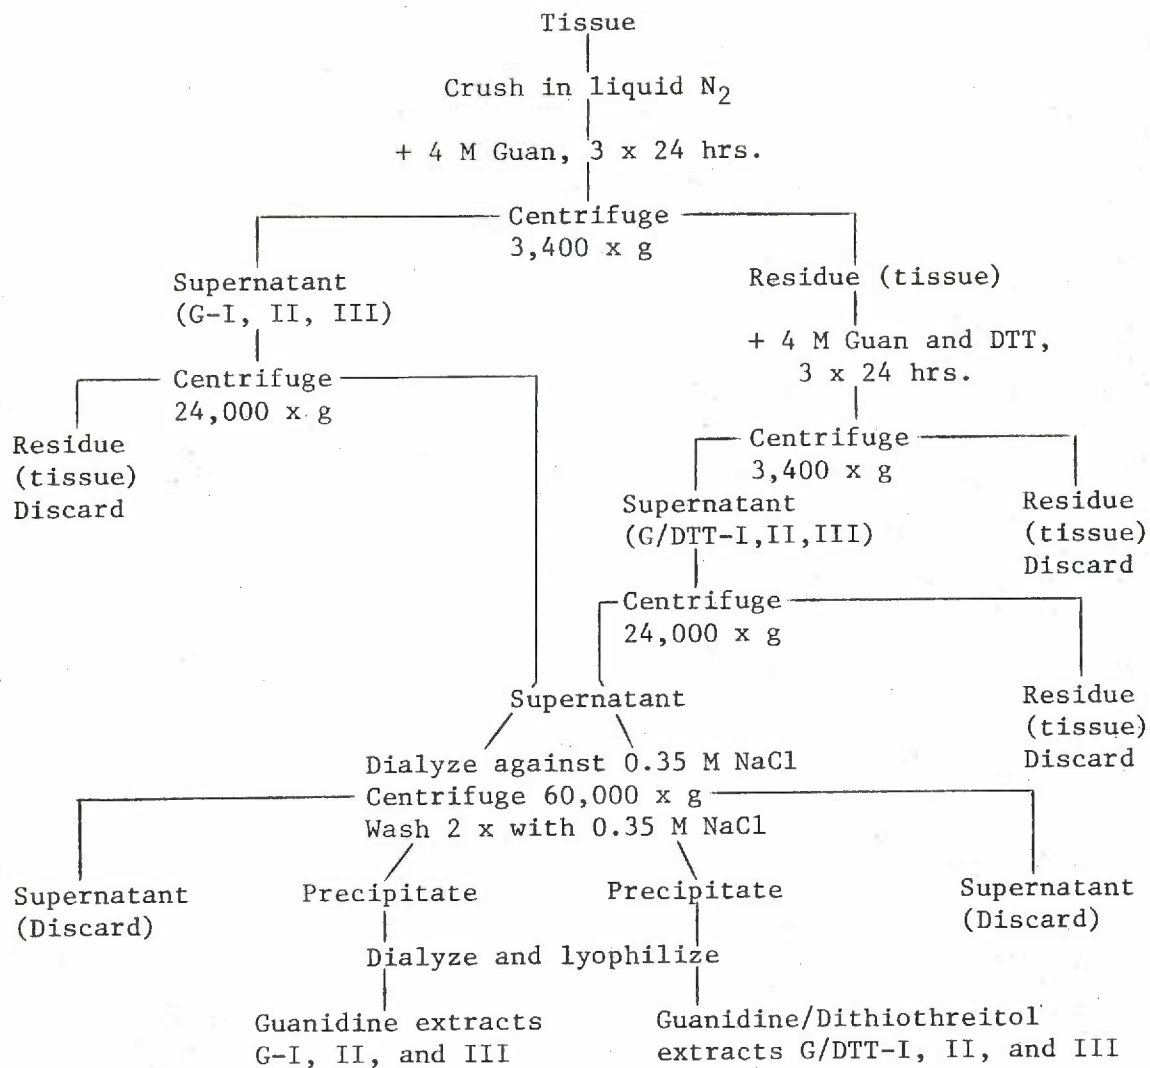 Tissue
Crush in liquid N2
+ 4 M Guan, 3 x 24 hrs.
Centrifuge
3,400 x g
Supernatant
(G-I, II, III)
Residue (tissue)
+ 4 M Guan and DTT,
3 x 24 hrs.
Centrifuge
24,000 x g
Residue
(tissue)
Discard
Centrifuge
3,400 x g
Supernatant
(G/DTT-I,II,III)
Residue
(tissue)
Discard
Centrifuge
24,000 x g
Supernatant
Residue
(tissue)
Discard
Dialyze against 0.35 M NaCl
Centrifuge 60,000 x g
Wash 2 x with 0.35 M NaCl
Supernatant
(Discard)
Precipitate
Precipitate
Supernatant
(Discard)
Dialyze and lyophilize
Guanidine extracts
G-I, II, and III
Guanidine/Dithiothreitol
extracts G/DTT-I, II, and III